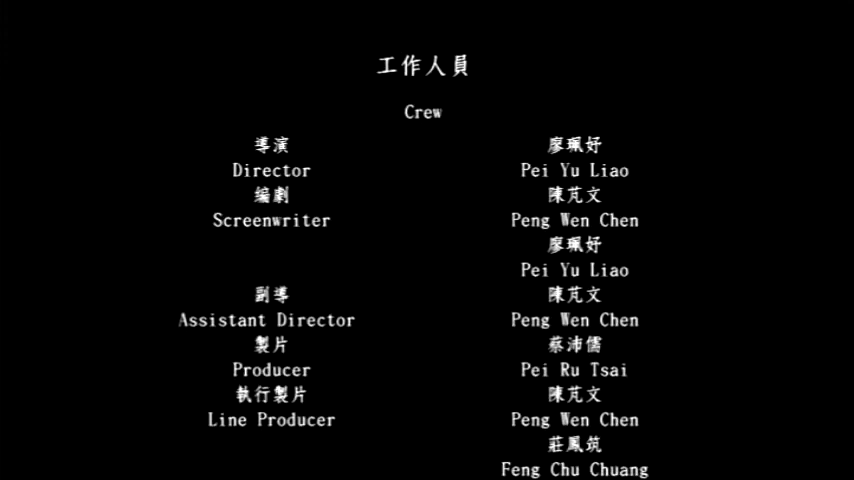 工作人員
Crew
導演 廖珮妤
Director Pei Yu Liao
編劇 陳芃文
Screenwriter Peng Wen Chen
廖珮妤
Pei Yu Liao
副導 陳芃文
Assistant Director Peng Wen Chen
製片 蔡沛儒
Producer Pei Ru Tsai
執行製片 陳芃文
Line Producer Peng Wen Chen
莊鳳筑
Feng Chu Chuang